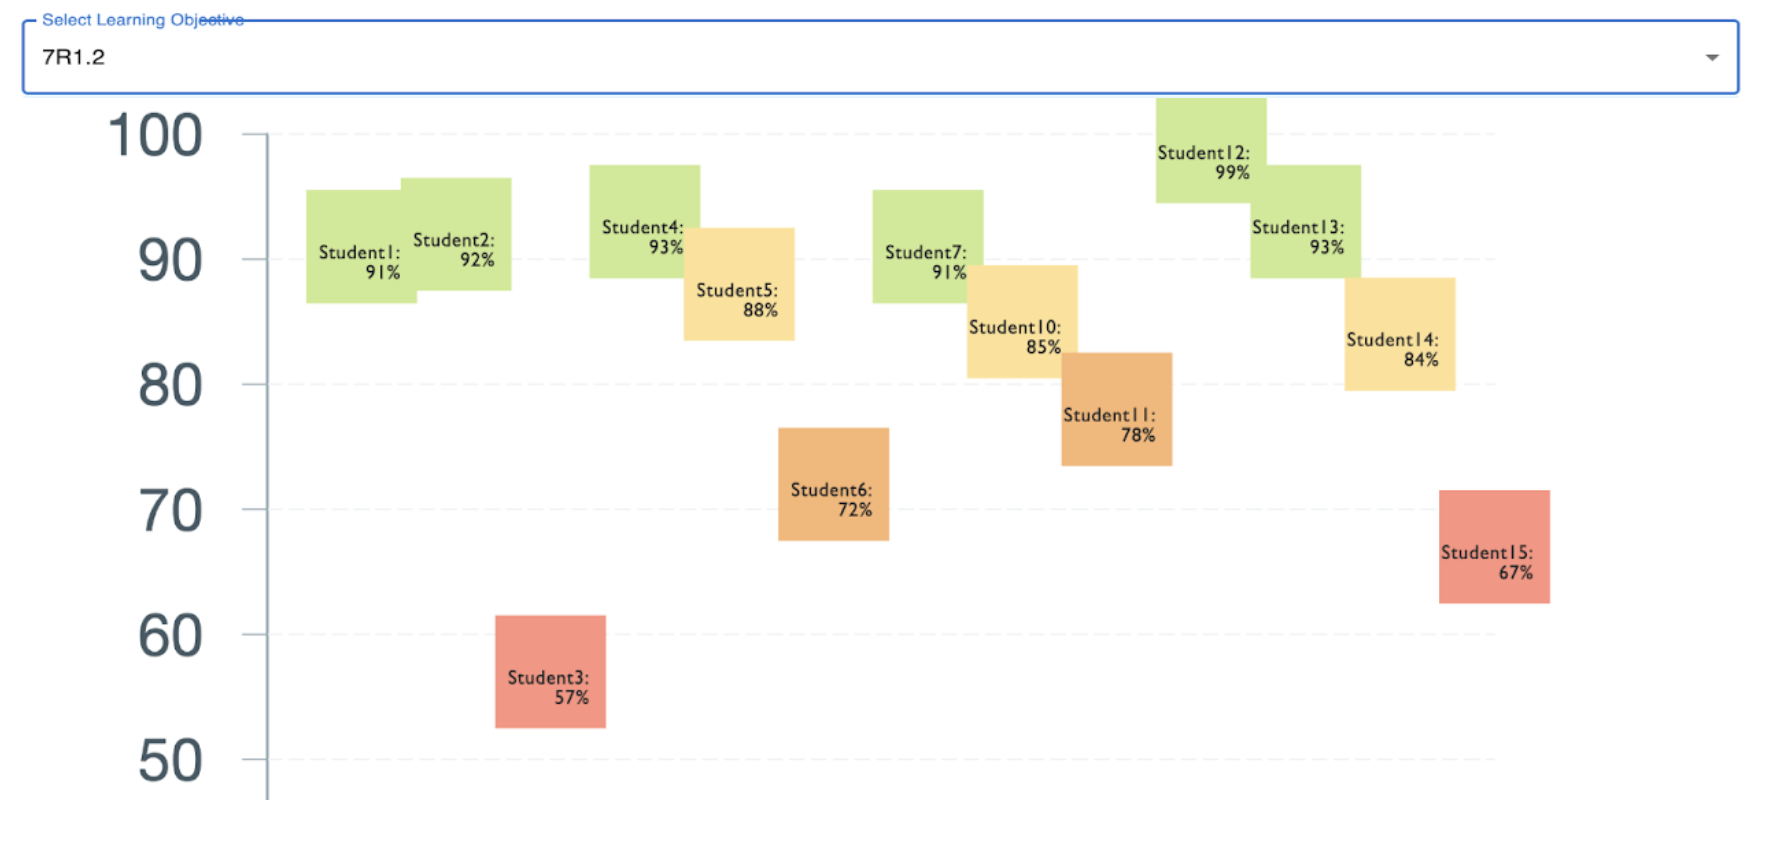 Select Learning Objective
7R1.2
100
90
80
70
60
50
Student1:
91%
Student2:
92%
Student3:
57%
Student4:
93%
Student5:
88%
Student6:
72%
Student7:
91%
Student10:
85%
Student11:
78%
Student12:
99%
Student13:
93%
Student14:
84%
Student15:
67%